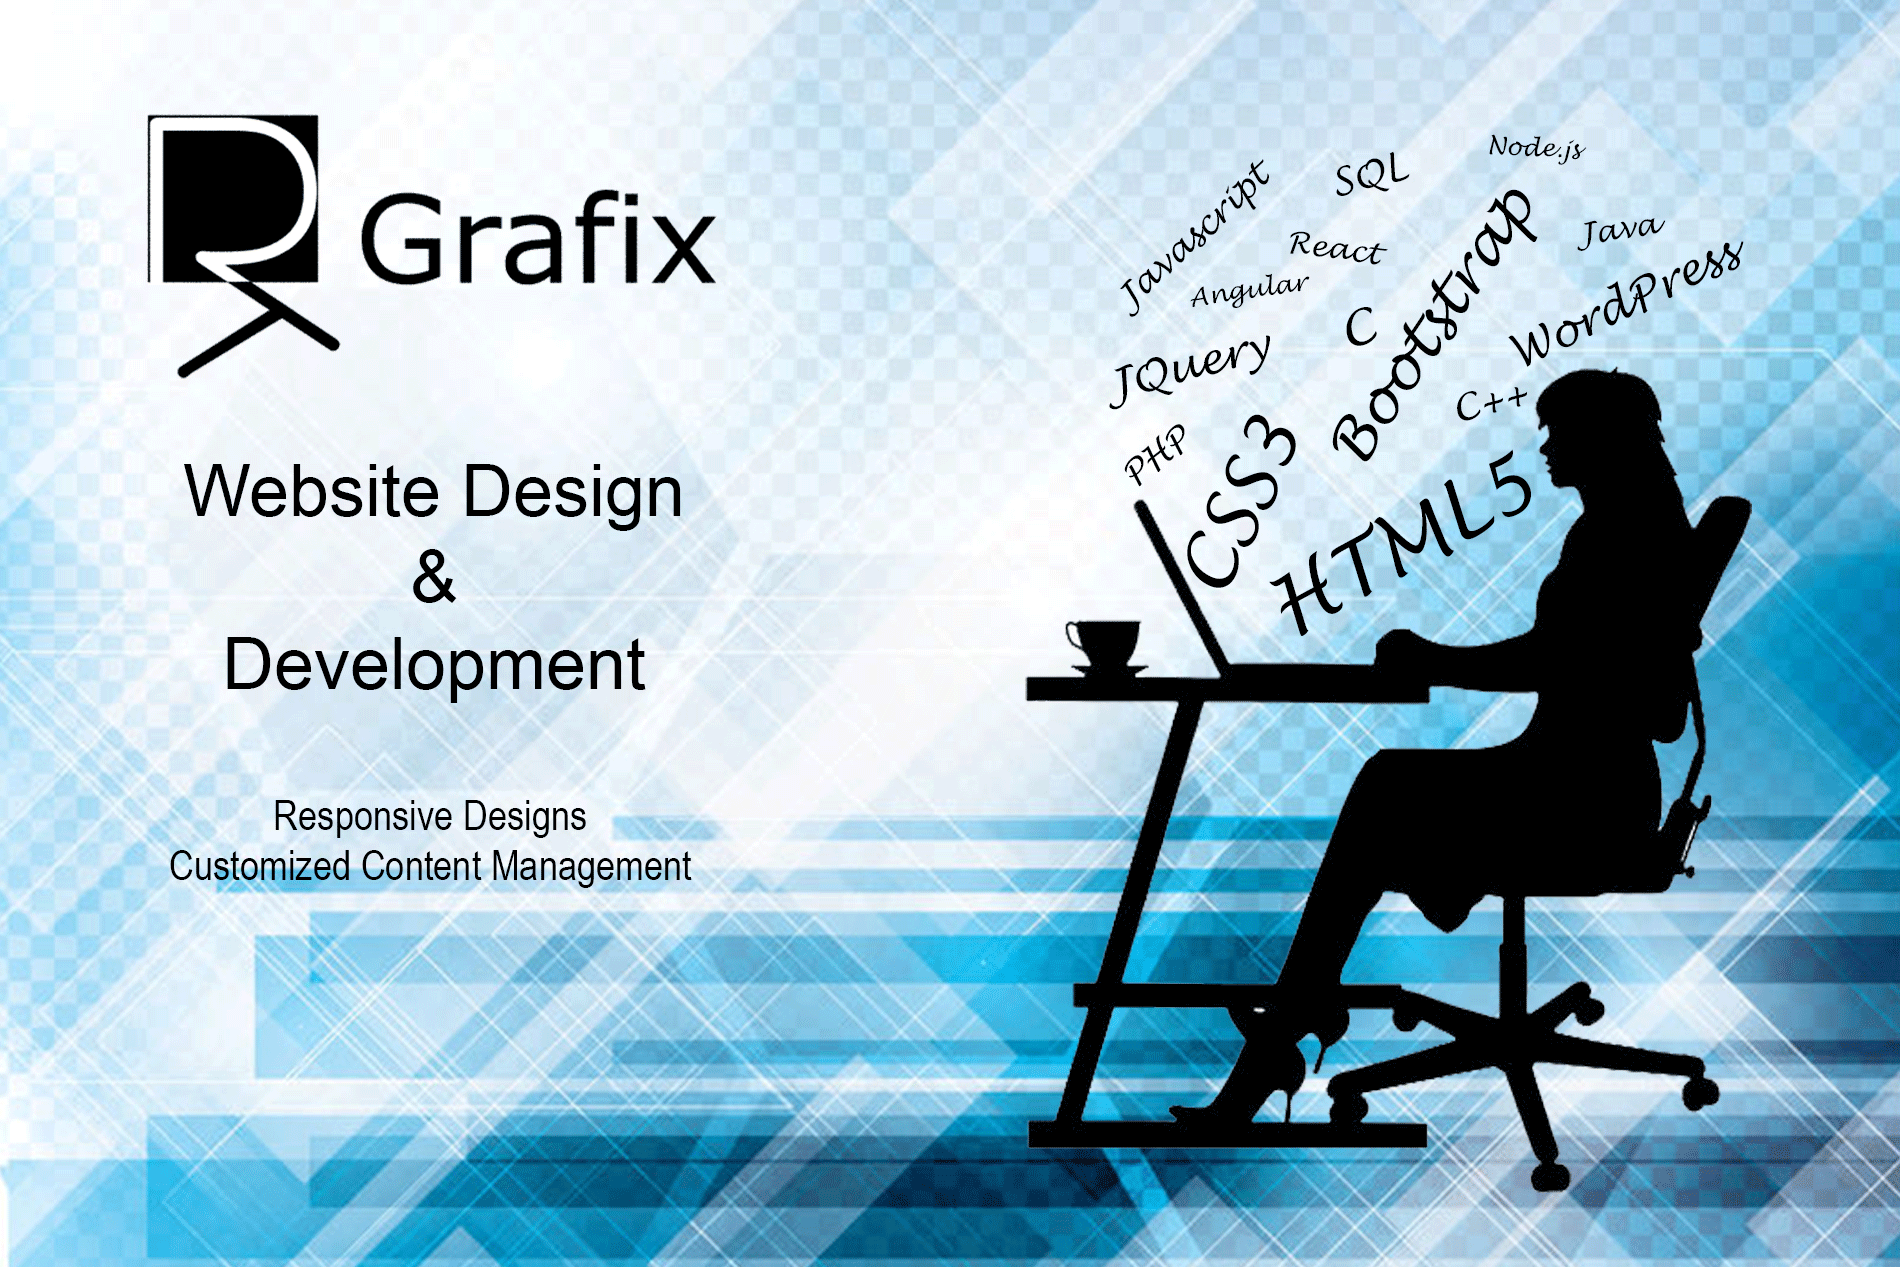 Grafix
Website Design
&
Development
Responsive Designs
Customized Content Management
Javascript
SQL
Node.js
React
Java
Angular
Bootstrap
WordPress
C
JQuery
C++
PHP
CSS3
HTML5